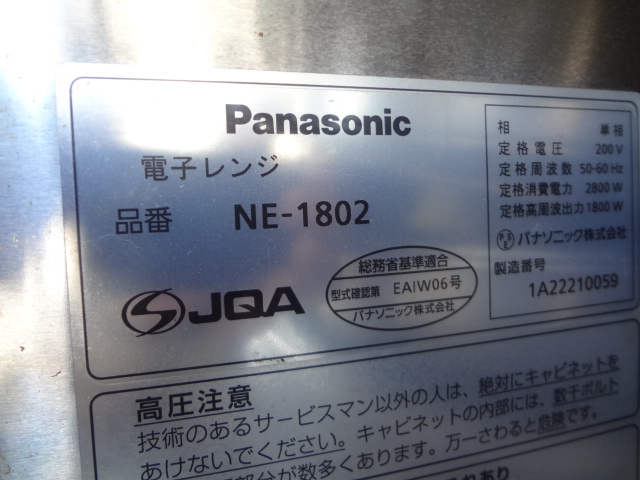 Panasonic
電子レンジ
品番 NE-1802
相 単相
定格電圧 200V
定格周波数 50-60Hz
定格消費電力 2800W
定格高周波出力 1800W
パナソニック株式会社
製造番号
1A22210059
JQA
総務省基準適合
型式確認第 EAIW06号
パナソニック株式会社
高圧注意
技術のあるサービスマン以外の人は、絶対にキャビネットを
あけないでください。キャビネットの内部には、数千ボルト
部分が数多くあります。万一さわると危険です。